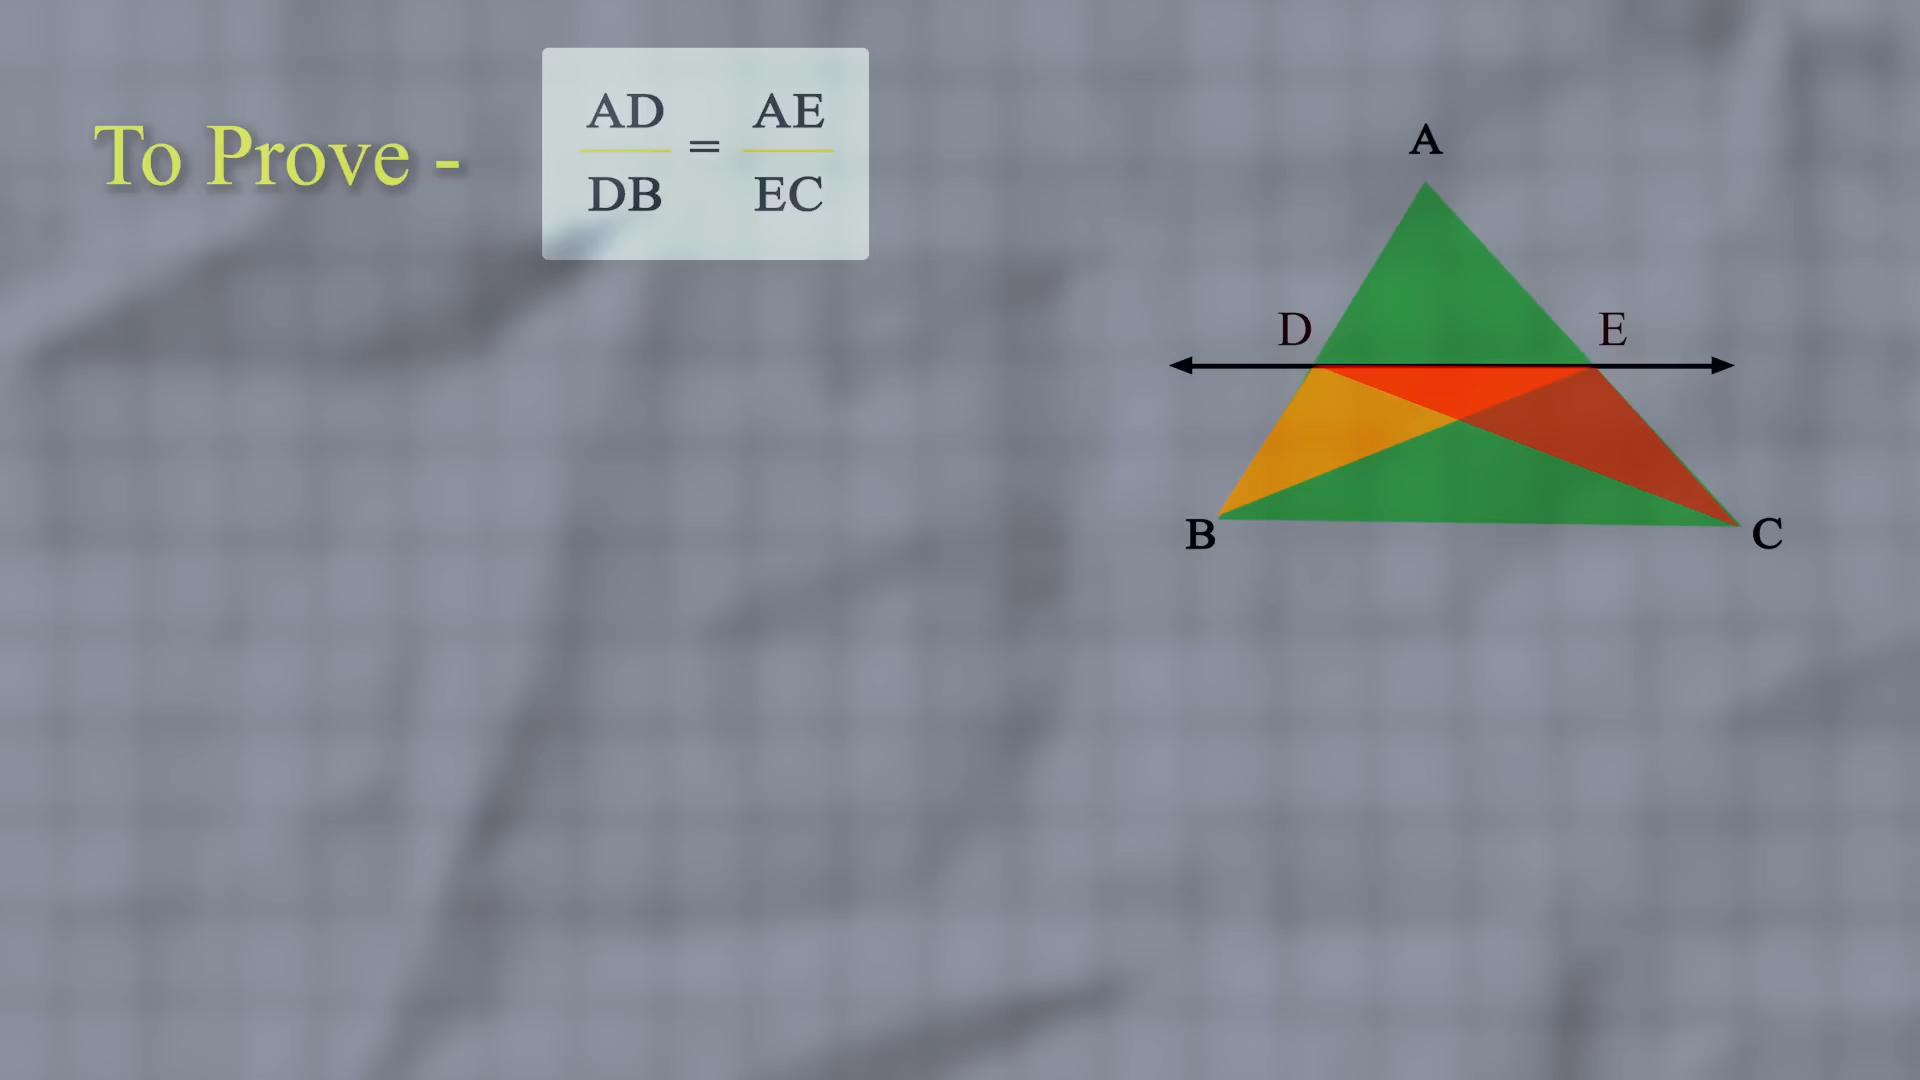 To Prove -
AD/DB = AE/EC
A
D
E
B
C